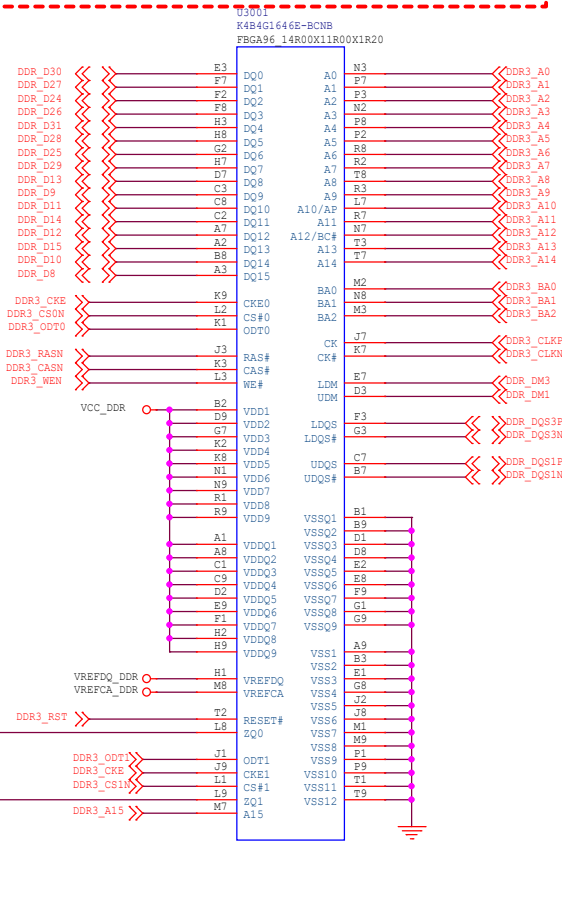 U3001
K4B4G1646E-BCNB
FBGA96_14R00X11R00X1R20
DDR_D30 E3 DQ0 A0 N3 DDR3_A0
DDR_D27 F7 DQ1 A1 P7 DDR3_A1
DDR_D24 F2 DQ2 A2 P3 DDR3_A2
DDR_D26 F8 DQ3 A3 N2 DDR3_A3
DDR_D31 H3 DQ4 A4 P8 DDR3_A4
DDR_D28 H8 DQ5 A5 P2 DDR3_A5
DDR_D25 G2 DQ6 A6 R8 DDR3_A6
DDR_D29 H7 DQ7 A7 R2 DDR3_A7
DDR_D13 D7 DQ8 A8 T8 DDR3_A8
DDR_D9 C3 DQ9 A9 R3 DDR3_A9
DDR_D11 C8 DQ10 A10/AP L7 DDR3_A10
DDR_D14 C2 DQ11 A11 R7 DDR3_A11
DDR_D12 A7 DQ12 A12/BC# N7 DDR3_A12
DDR_D15 A2 DQ13 A13 T3 DDR3_A13
DDR_D10 B8 DQ14 A14 T7 DDR3_A14
DDR_D8 A3 DQ15
BA0 M2 DDR3_BA0
DDR3_CKE K9 CKE0 BA1 N8 DDR3_BA1
DDR3_CS0N L2 CS#0 BA2 M3 DDR3_BA2
DDR3_ODT0 K1 ODT0
CK J7 DDR3_CLKP
DDR3_RASN J3 RAS# CK# K7 DDR3_CLKN
DDR3_CASN K3 CAS#
DDR3_WEN L3 WE# LDM E7 DDR_DM3
UDM D3 DDR_DM1
VCC_DDR B2 VDD1
D9 VDD2 LDQS F3 DDR_DQS3P
G7 VDD3 LDQS# G3 DDR_DQS3N
K2 VDD4
K8 VDD5 UDQS C7 DDR_DQS1P
N1 VDD6 UDQS# B7 DDR_DQS1N
N9 VDD7
R1 VDD8
R9 VDD9 VSSQ1 B1
VSSQ2 B9
A1 VDDQ1 VSSQ3 D1
A8 VDDQ2 VSSQ4 D8
C1 VDDQ3 VSSQ5 E2
C9 VDDQ4 VSSQ6 E8
D2 VDDQ5 VSSQ7 F9
E9 VDDQ6 VSSQ8 G1
F1 VDDQ7 VSSQ9 G9
H2 VDDQ8
H9 VDDQ9 VSS1 A9
VSS2 B3
VREFDQ_DDR H1 VREFDQ VSS3 E1
VREFCA_DDR M8 VREFCA VSS4 G8
VSS5 J2
DDR3_RST T2 RESET# VSS6 J8
L8 ZQ0 VSS7 M1
VSS8 M9
DDR3_ODT1 J1 ODT1 VSS9 P1
DDR3_CKE J9 CKE1 VSS10 P9
DDR3_CS1N L1 CS#1 VSS11 T1
L9 ZQ1 VSS12 T9
DDR3_A15 M7 A15